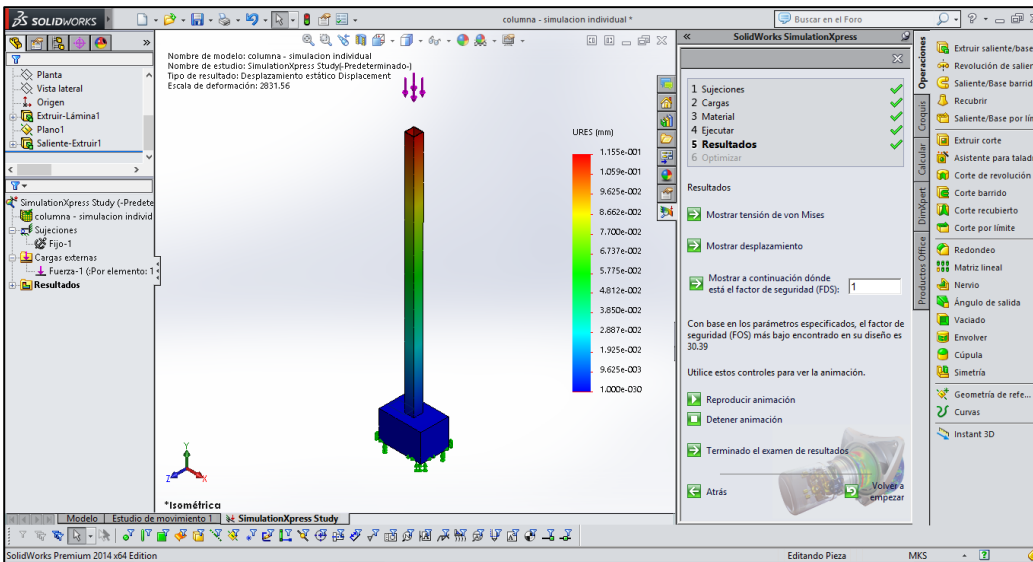 SOLIDWORKS
columna - simulacion individual *
Buscar en el Foro
Planta
Vista lateral
Origen
Extruir-Lámina1
Plano1
Saliente-Extruir1
SimulationXpress Study (-Predete
columna - simulacion individ
Sujeciones
Fijo-1
Cargas externas
Fuerza-1 (:Por elemento: 1
Resultados
Nombre de modelo: columna - simulacion individual
Nombre de estudio: SimulationXpress Study(-Predeterminado-)
Tipo de resultado: Desplazamiento estático Displacement
Escala de deformación: 2831.56
URES (mm)
1.155e-001
1.059e-001
9.625e-002
8.662e-002
7.700e-002
6.737e-002
5.775e-002
4.812e-002
3.850e-002
2.887e-002
1.925e-002
9.625e-003
1.000e-030
Y
Z
X
*Isométrica
SolidWorks SimulationXpress
1 Sujeciones
2 Cargas
3 Material
4 Ejecutar
5 Resultados
6 Optimizar
Resultados
Mostrar tensión de von Mises
Mostrar desplazamiento
Mostrar a continuación dónde
está el factor de seguridad (FDS):
1
Con base en los parámetros especificados, el factor de
seguridad (FOS) más bajo encontrado en su diseño es
30.39
Utilice estos controles para ver la animación.
Reproducir animación
Detener animación
Terminado el examen de resultados
Atrás
Volver a
empezar
Operaciones
Croquis
Calcular
DimXpert
Productos Office
Extruir saliente/base
Revolución de salien
Saliente/Base barrid
Recubrir
Saliente/Base por lím
Extruir corte
Asistente para talad
Corte de revolución
Corte barrido
Corte recubierto
Corte por límite
Redondeo
Matriz lineal
Nervio
Ángulo de salida
Vaciado
Envolver
Cúpula
Simetría
Geometría de refe...
Curvas
Instant 3D
Modelo
Estudio de movimiento 1
SimulationXpress Study
SolidWorks Premium 2014 x64 Edition
Editando Pieza
MKS